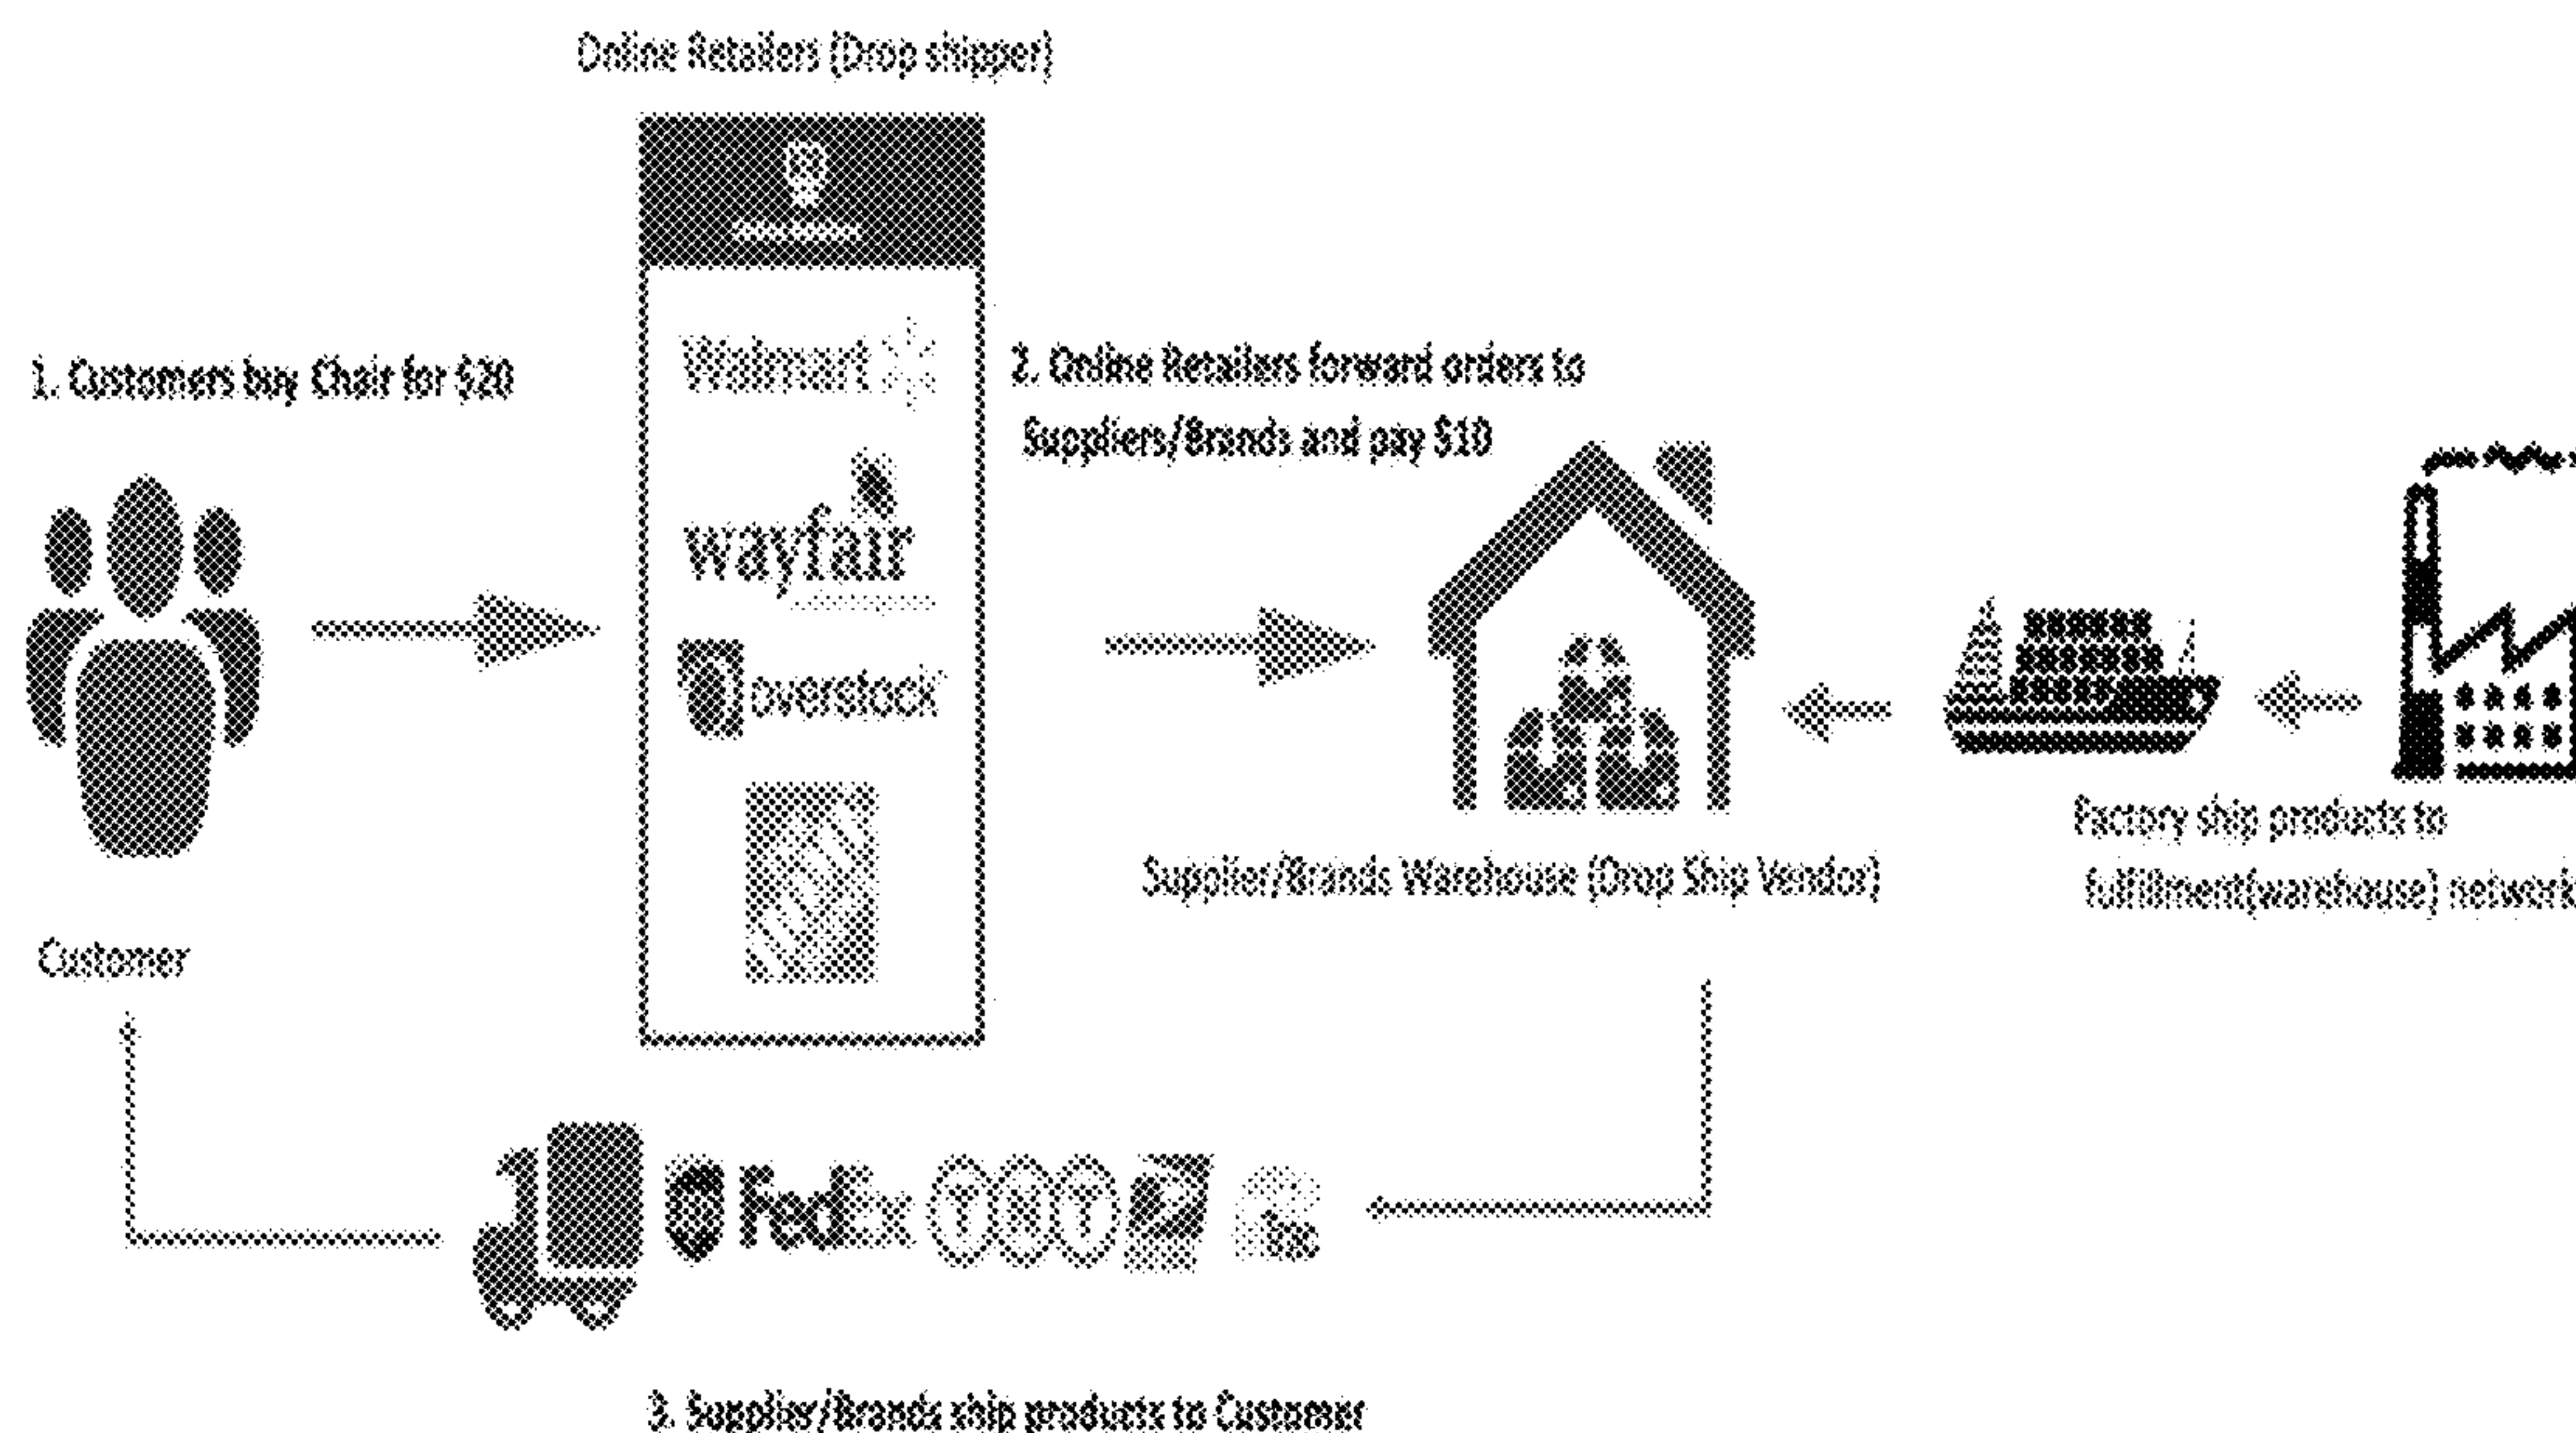 Online Retailers (Drop shipper)
Walmart
1. Customers buy Chair for $20
2. Online Retailers forward orders to
Suppliers/Brands and pay $10
wayfair
overstock
Factory ship products to
fulfillment(warehouse) network
Supplier/Brands Warehouse (Drop Ship Vendor)
Customer
FedEx TNT
3. Supplier/Brands ship products to Customer